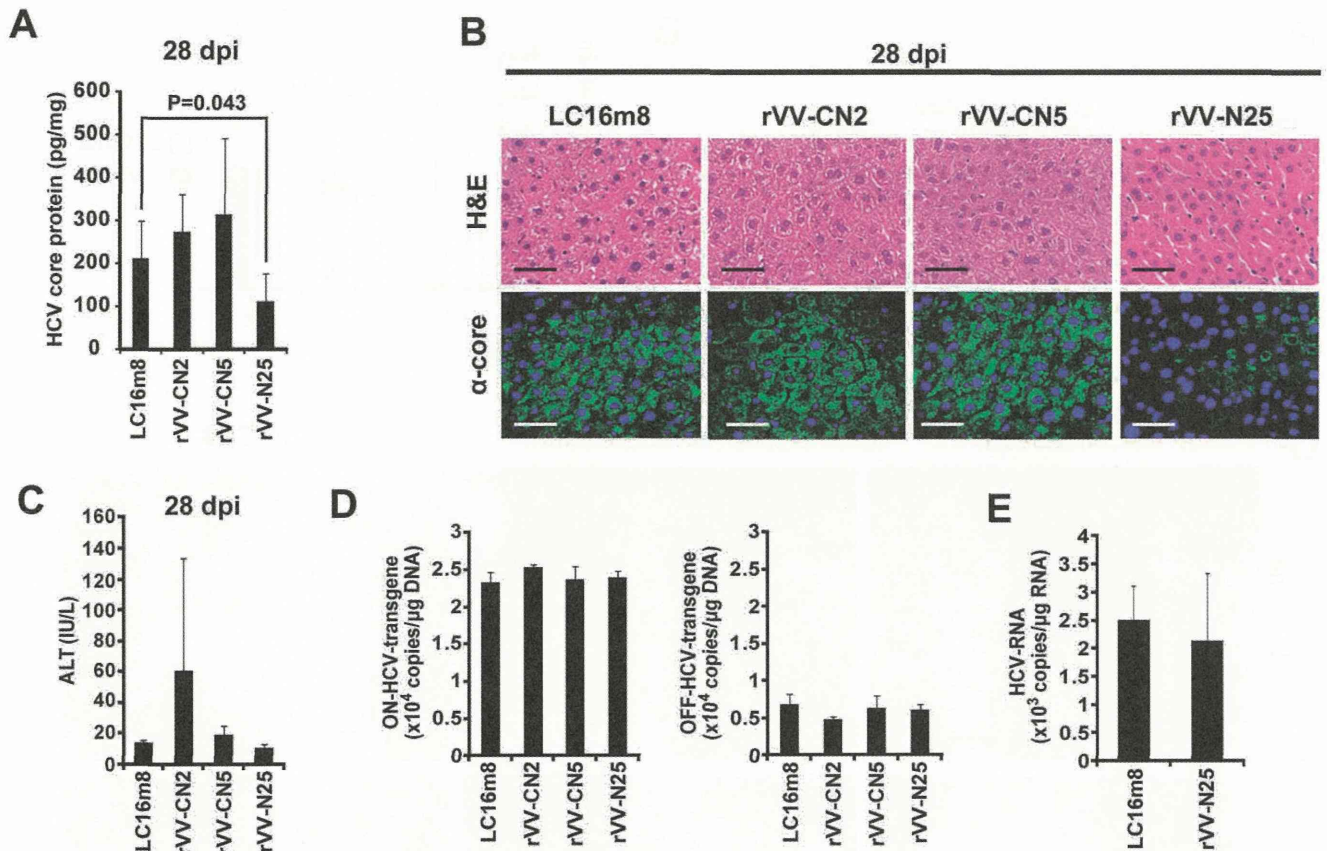 A
28 dpi
HCV core protein (pg/mg)
600
500
400
300
200
100
0
P=0.043
LC16m8
rVV-CN2
rVV-CN5
rVV-N25
B
28 dpi
LC16m8
rVV-CN2
rVV-CN5
rVV-N25
H&E
α-core
C
28 dpi
ALT (IU/L)
160
140
120
100
80
60
40
20
0
LC16m8
rVV-CN2
rVV-CN5
rVV-N25
D
ON-HCV-transgene
(x10⁴ copies/µg DNA)
3
2.5
2
1.5
1
0.5
0
LC16m8
rVV-CN2
rVV-CN5
rVV-N25
OFF-HCV-transgene
(x10⁴ copies/µg DNA)
3
2.5
2
1.5
1
0.5
0
LC16m8
rVV-CN2
rVV-CN5
rVV-N25
E
HCV-RNA
(x10³ copies/µg RNA)
4
3.5
3
2.5
2
2.5
1
2.5
0
LC16m8
rVV-N25